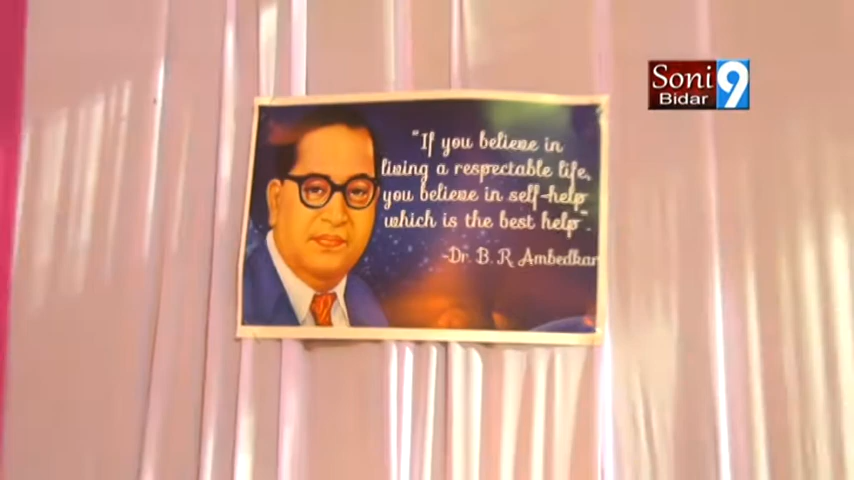 Soni 9
Bidar
"If you believe in
living a respectable life,
you believe in self-help
which is the best help"
-Dr. B. R Ambedkar